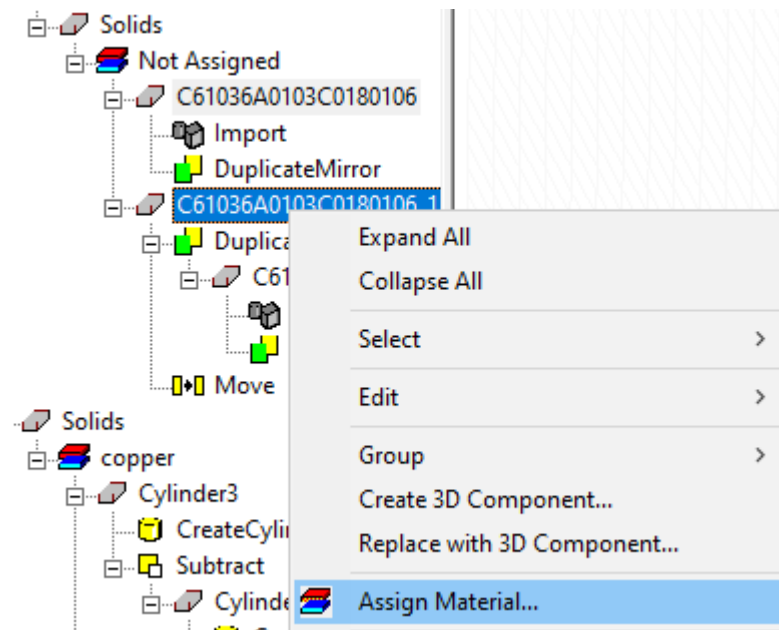 Solids
Not Assigned
C61036A0103C0180106
Import
DuplicateMirror
C61036A0103C0180106_1
Duplica
Expand All
Collapse All
C61
Select
Move
Edit
Solids
copper
Group
Cylinder3
Create 3D Component...
CreateCylin
Replace with 3D Component...
Subtract
Cylinde
Assign Material...